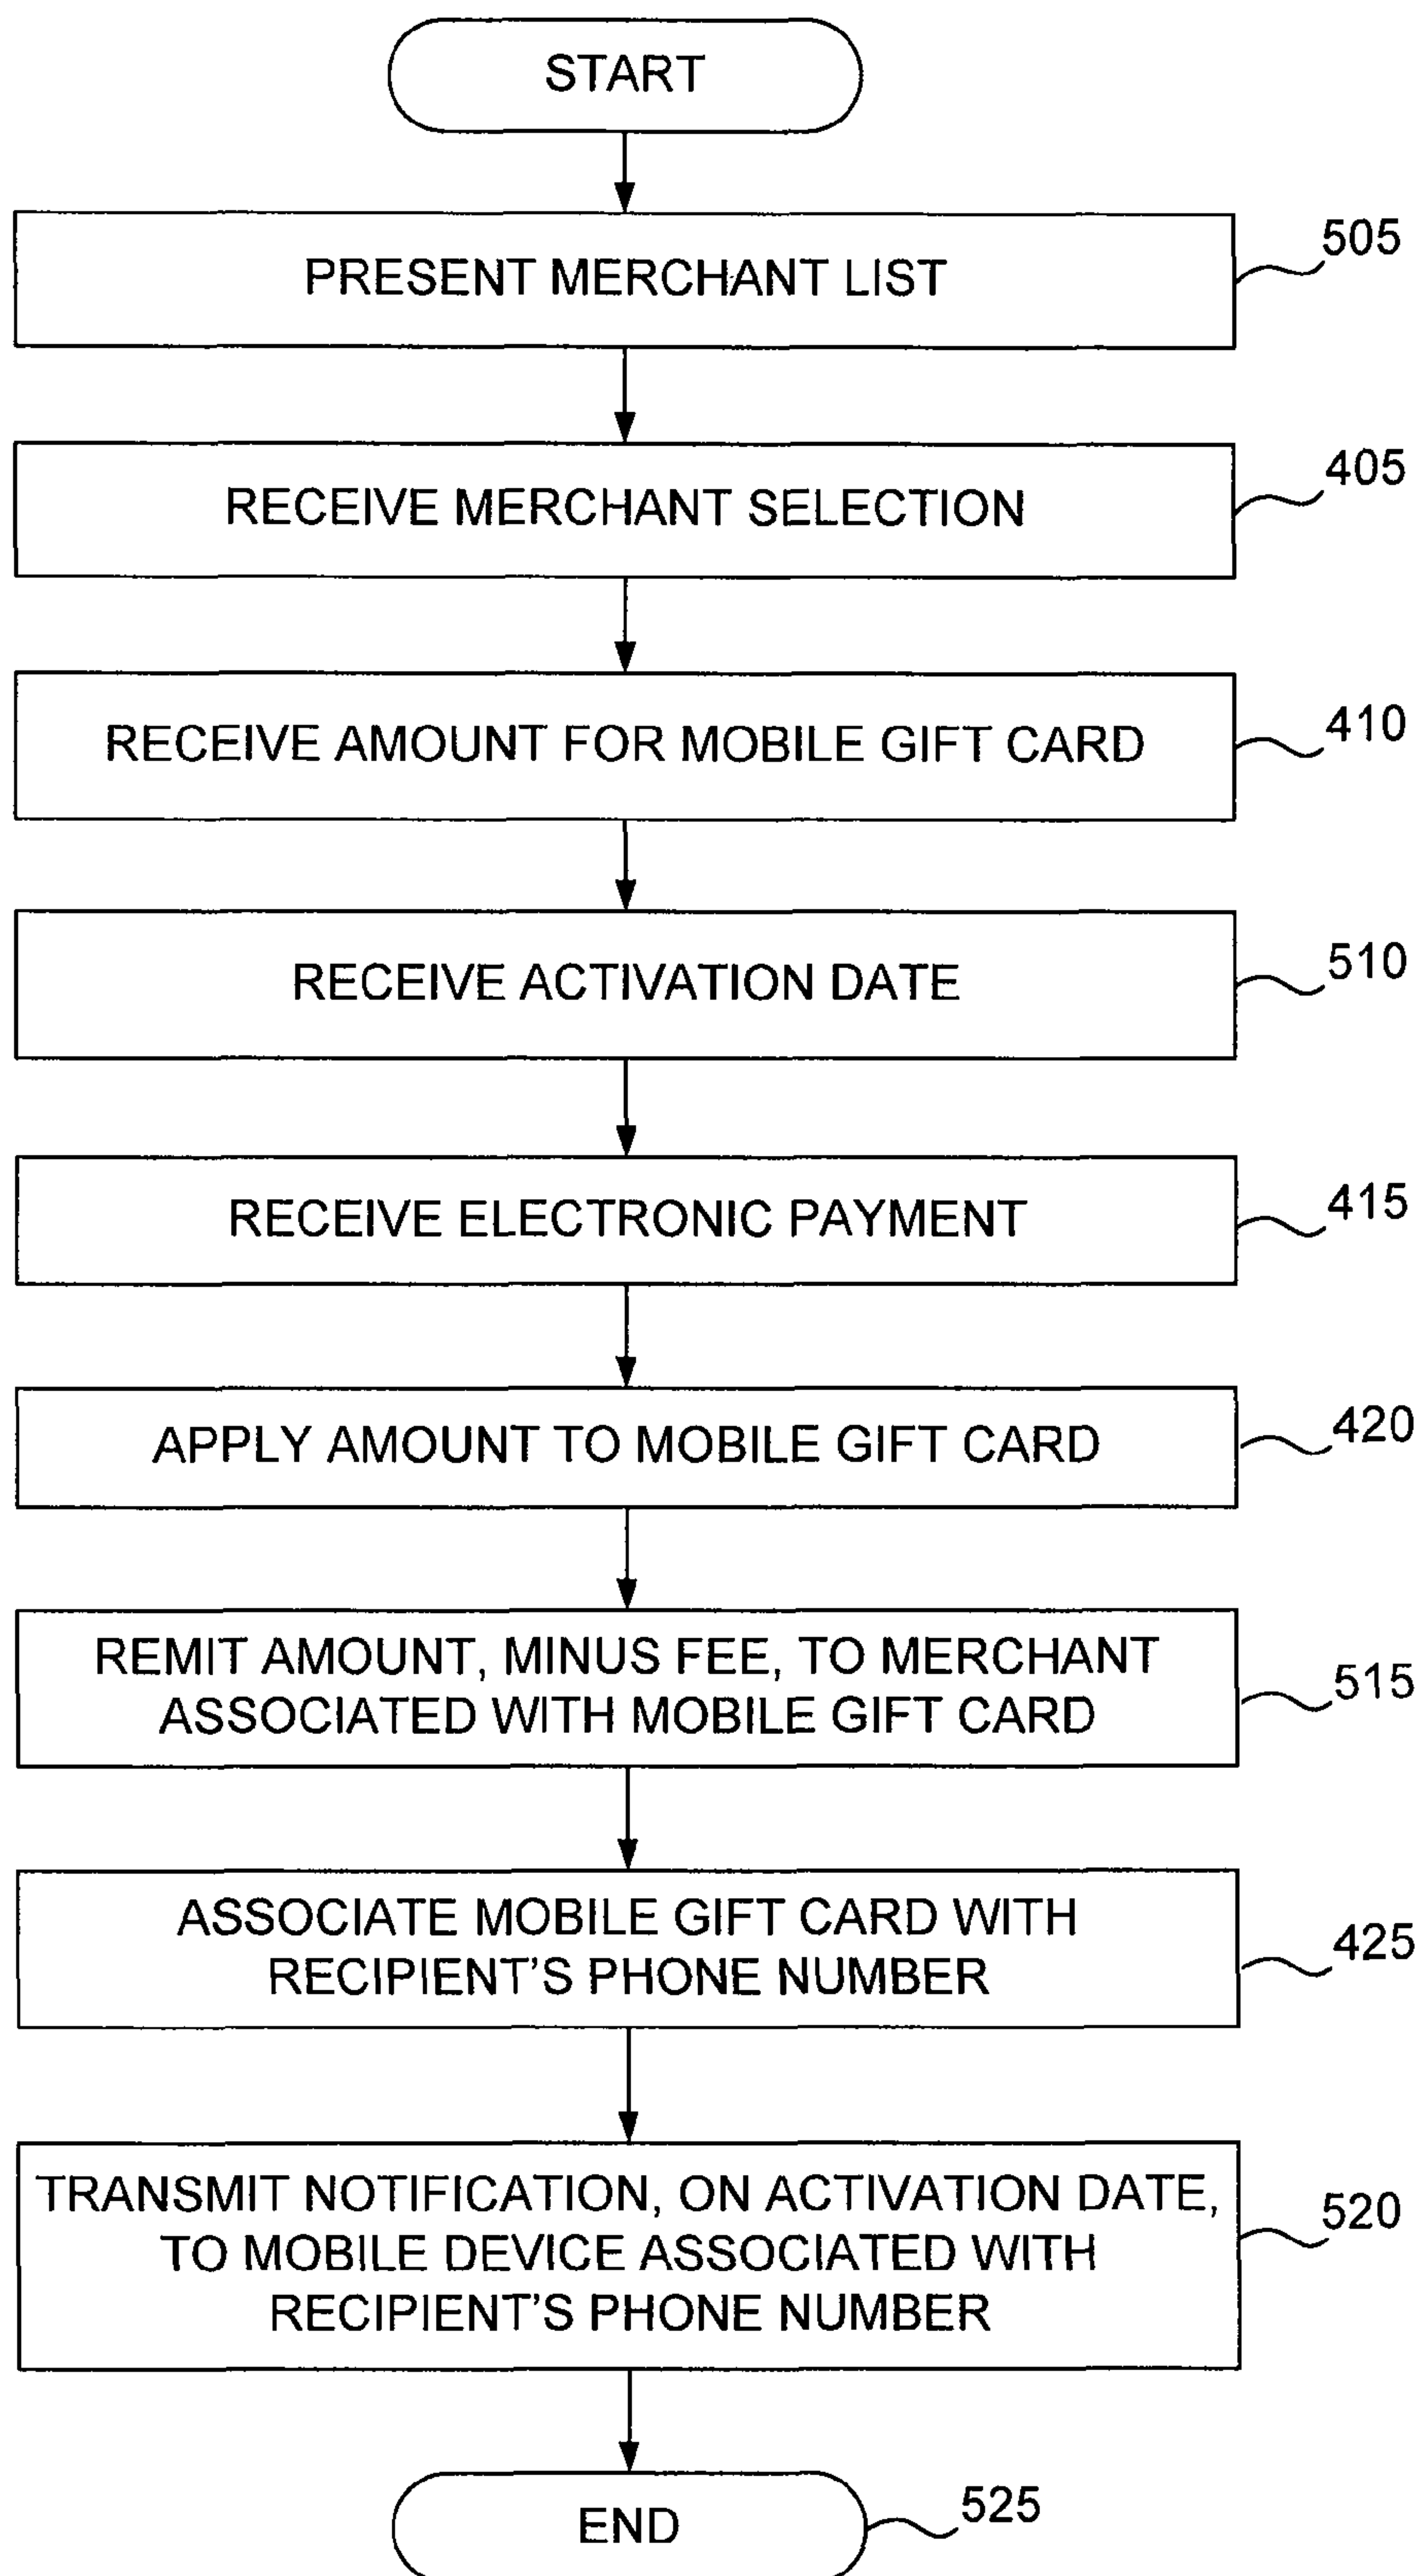 START
PRESENT MERCHANT LIST
505
RECEIVE MERCHANT SELECTION
405
RECEIVE AMOUNT FOR MOBILE GIFT CARD
410
RECEIVE ACTIVATION DATE
510
RECEIVE ELECTRONIC PAYMENT
415
APPLY AMOUNT TO MOBILE GIFT CARD
420
REMIT AMOUNT, MINUS FEE, TO MERCHANT
ASSOCIATED WITH MOBILE GIFT CARD
515
ASSOCIATE MOBILE GIFT CARD WITH
RECIPIENT'S PHONE NUMBER
425
TRANSMIT NOTIFICATION, ON ACTIVATION DATE,
TO MOBILE DEVICE ASSOCIATED WITH
RECIPIENT'S PHONE NUMBER
520
END
525